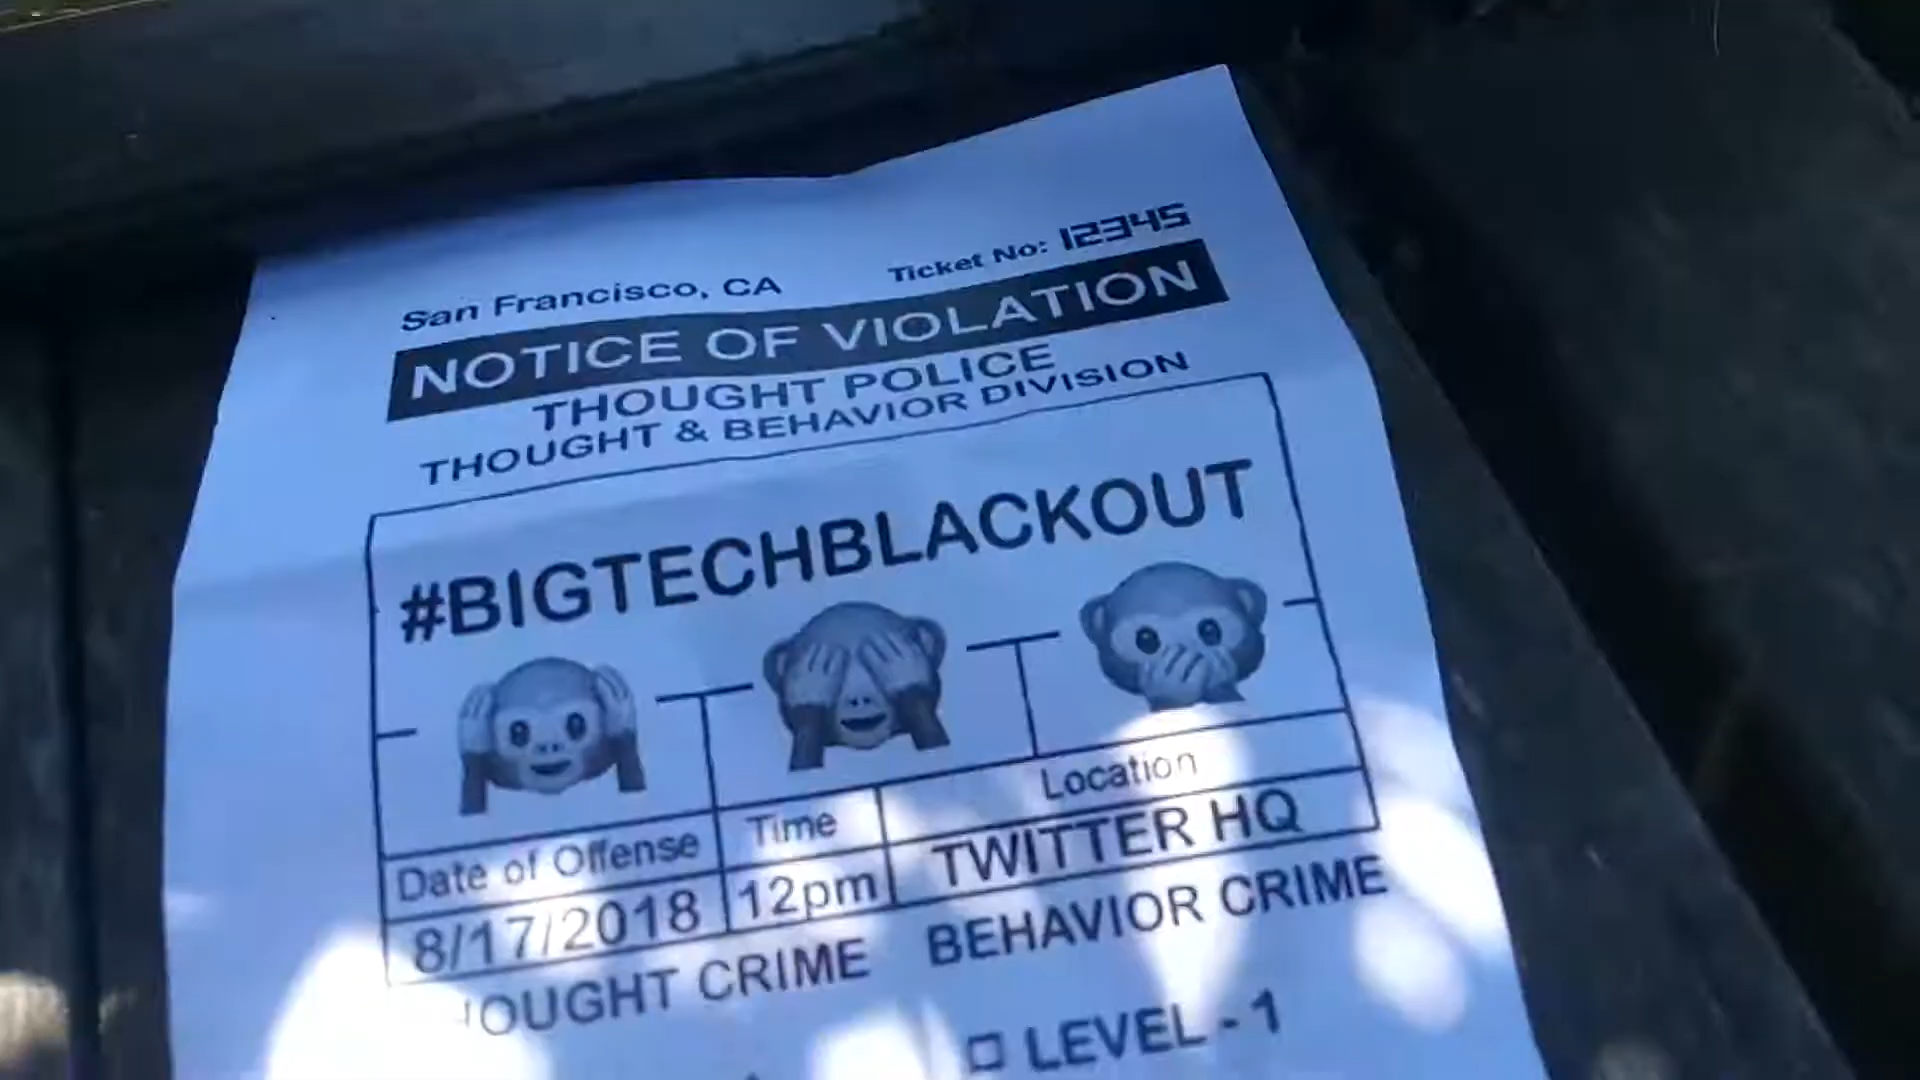 San Francisco, CA
Ticket No: 12345
NOTICE OF VIOLATION
THOUGHT POLICE
THOUGHT & BEHAVIOR DIVISION
#BIGTECHBLACKOUT
Date of Offense
Time
Location
8/17/2018
12pm
TWITTER HQ
HOUGHT CRIME
BEHAVIOR CRIME
LEVEL - 1